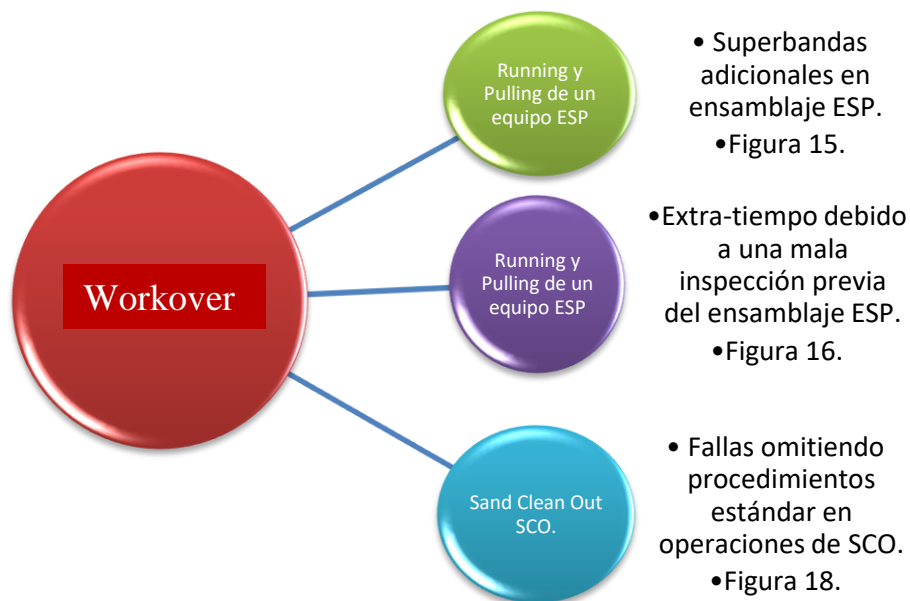 Workover
Running y
Pulling de un
equipo ESP
• Superbandas
adicionales en
ensamblaje ESP.
•Figura 15.
Running y
Pulling de un
equipo ESP
•Extra-tiempo debido
a una mala
inspección previa
del ensamblaje ESP.
•Figura 16.
Sand Clean Out
SCO.
• Fallas omitiendo
procedimientos
estándar en
operaciones de SCO.
•Figura 18.